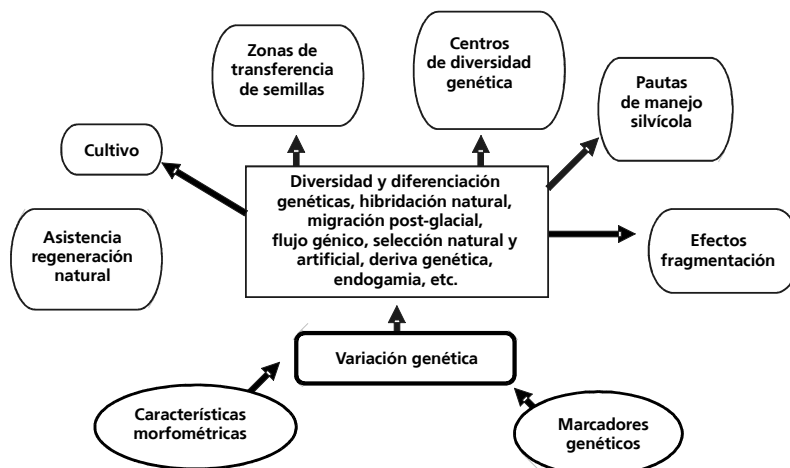 Zonas de
transferencia
de semillas
Centros
de diversidad
genética
Pautas
de manejo
silvícola
Cultivo
Diversidad y diferenciación
genéticas, hibridación natural,
migración post-glacial,
flujo génico, selección natural y
artificial, deriva genética,
endogamia, etc.
Asistencia
regeneración
natural
Efectos
fragmentación
Variación genética
Características
morfométricas
Marcadores
genéticos